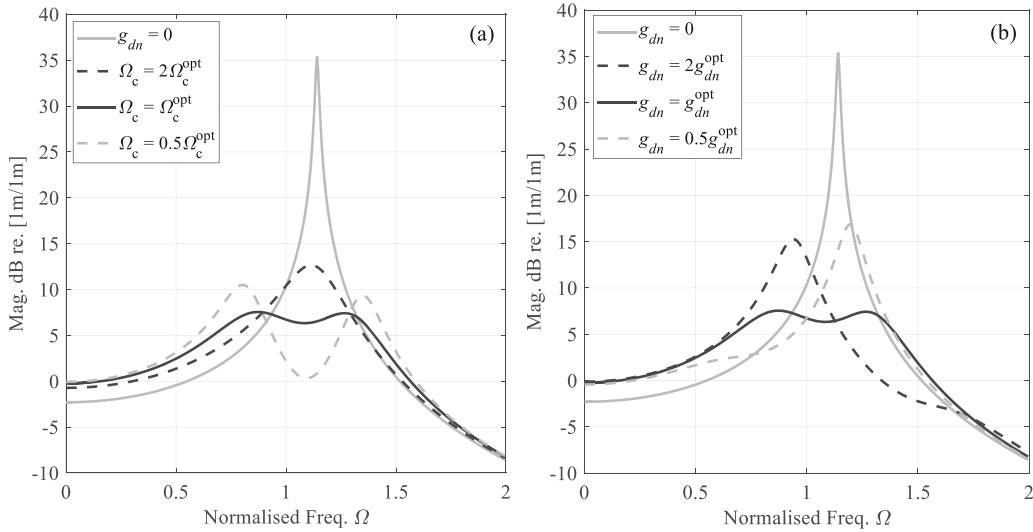 (a)
g_dn = 0
Ω_c = 2Ω_c^opt
Ω_c = Ω_c^opt
Ω_c = 0.5Ω_c^opt
40
35
30
25
20
15
10
5
0
-5
-10
Mag. dB re. [1m/1m]
0 0.5 1 1.5 2
Normalised Freq. Ω
(b)
g_dn = 0
g_dn = 2g_dn^opt
g_dn = g_dn^opt
g_dn = 0.5g_dn^opt
40
35
30
25
20
15
10
5
0
-5
-10
Mag. dB re. [1m/1m]
0 0.5 1 1.5 2
Normalised Freq. Ω